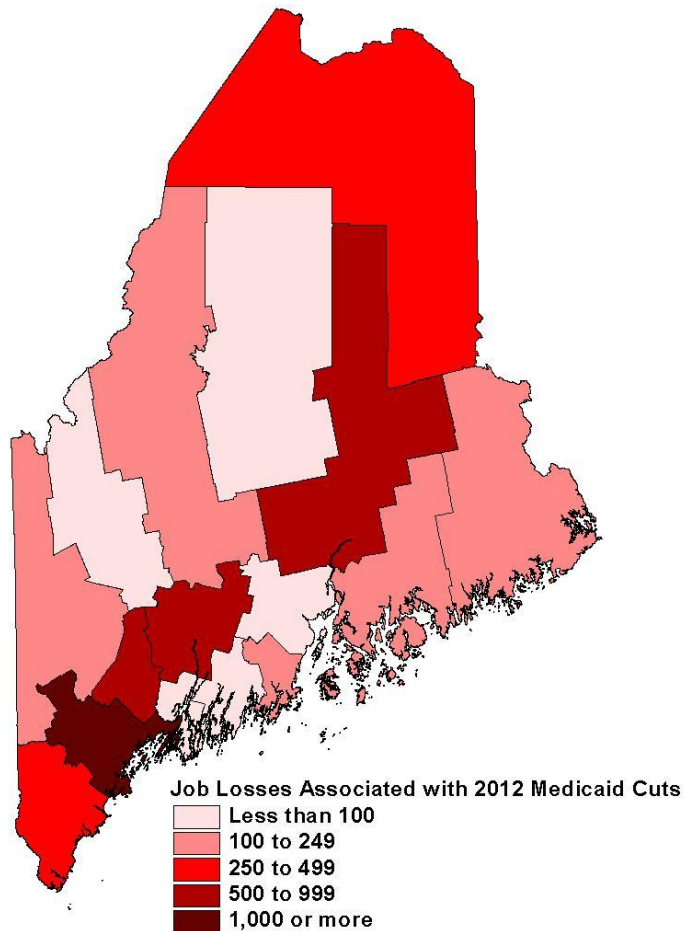 Job Losses Associated with 2012 Medicaid Cuts
Less than 100
100 to 249
250 to 499
500 to 999
1,000 or more